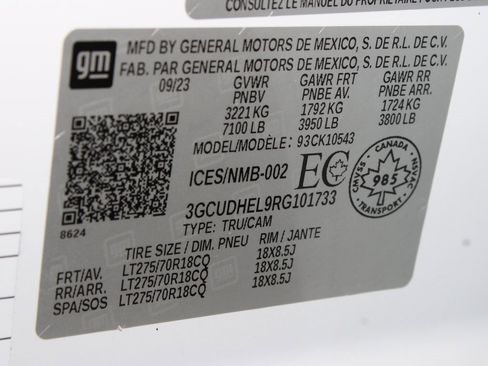 CONSULTEZ LE MANUEL DU PROPRIÉTAIRE POUR
gm
MFD BY GENERAL MOTORS DE MEXICO, S. DE R.L. DE C.V.
FAB. PAR GENERAL MOTORS DE MEXICO, S. DE R.L. DE C.V.
09/23 GVWR GAWR FRT GAWR RR
PNBV PNBE AV. PNBE ARR.
3221 KG 1792 KG 1724 KG
7100 LB 3950 LB 3800 LB
MODEL/MODÈLE: 93CK10543
ICES/NMB-002 EC
CANADA
CMVSS NSVAC
985
TRANSPORT
3GCUDHEL9RG101733
8624
TYPE: TRU/CAM
TIRE SIZE / DIM. PNEU RIM / JANTE
FRT/AV. LT275/70R18CQ 18X8.5J
RR/ARR. LT275/70R18CQ 18X8.5J
SPA/SOS LT275/70R18CQ 18X8.5J